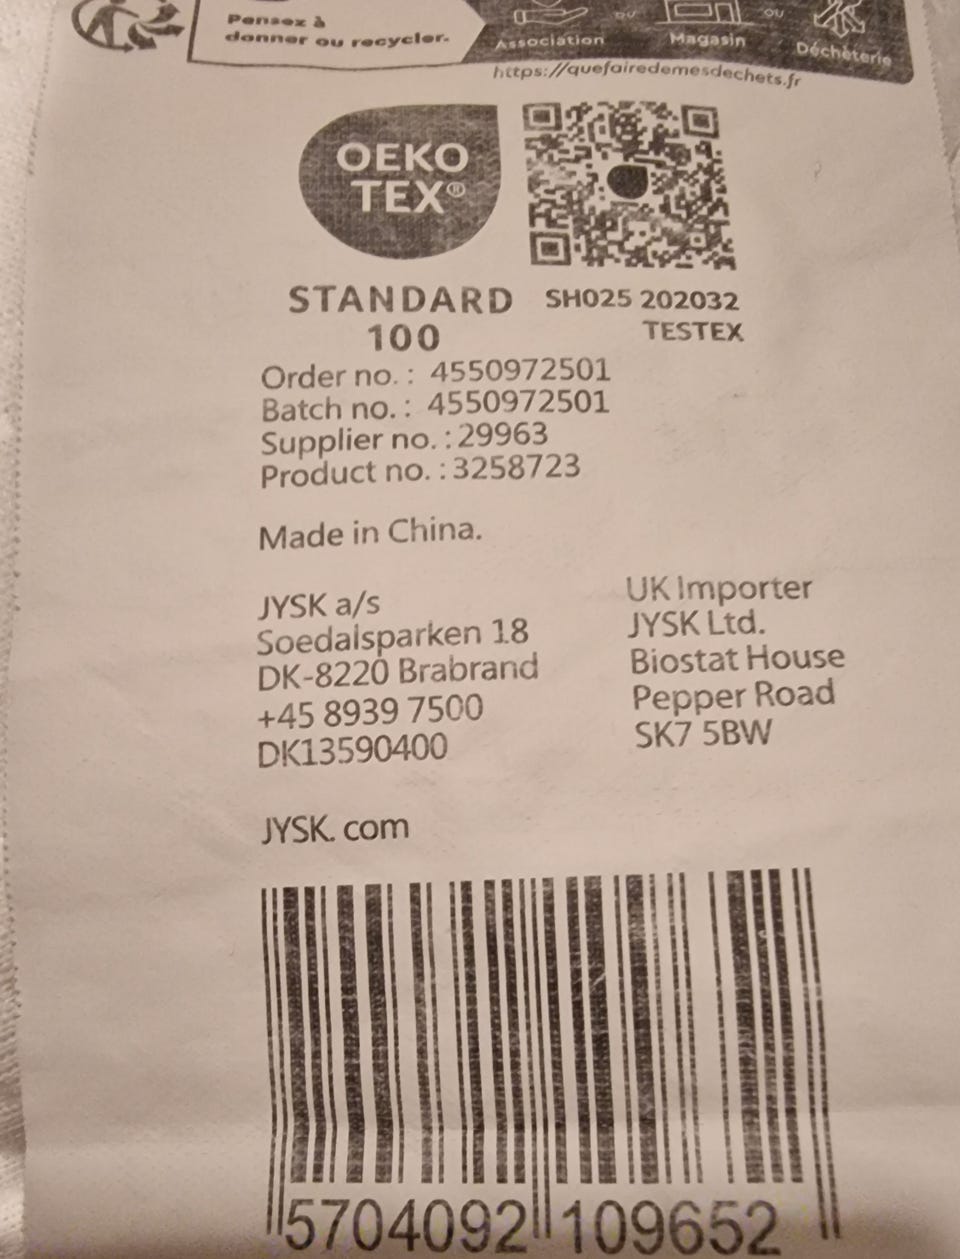 Pensez à
donner ou recycler.
Association
OU
Magasin
OU
Déchèterie
https://quefairedemesdechets.fr
OEKO
TEX®
STANDARD
100
SH025 202032
TESTEX
Order no. : 4550972501
Batch no. : 4550972501
Supplier no. : 29963
Product no. : 3258723
Made in China.
JYSK a/s
Soedalsparken 18
DK-8220 Brabrand
+45 8939 7500
DK13590400
UK Importer
JYSK Ltd.
Biostat House
Pepper Road
SK7 5BW
JYSK. com
5704092 109652